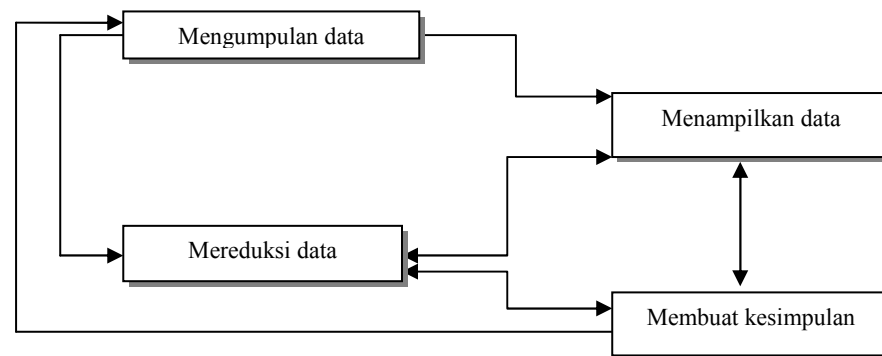 Mengumpulan data
Menampilkan data
Mereduksi data
Membuat kesimpulan